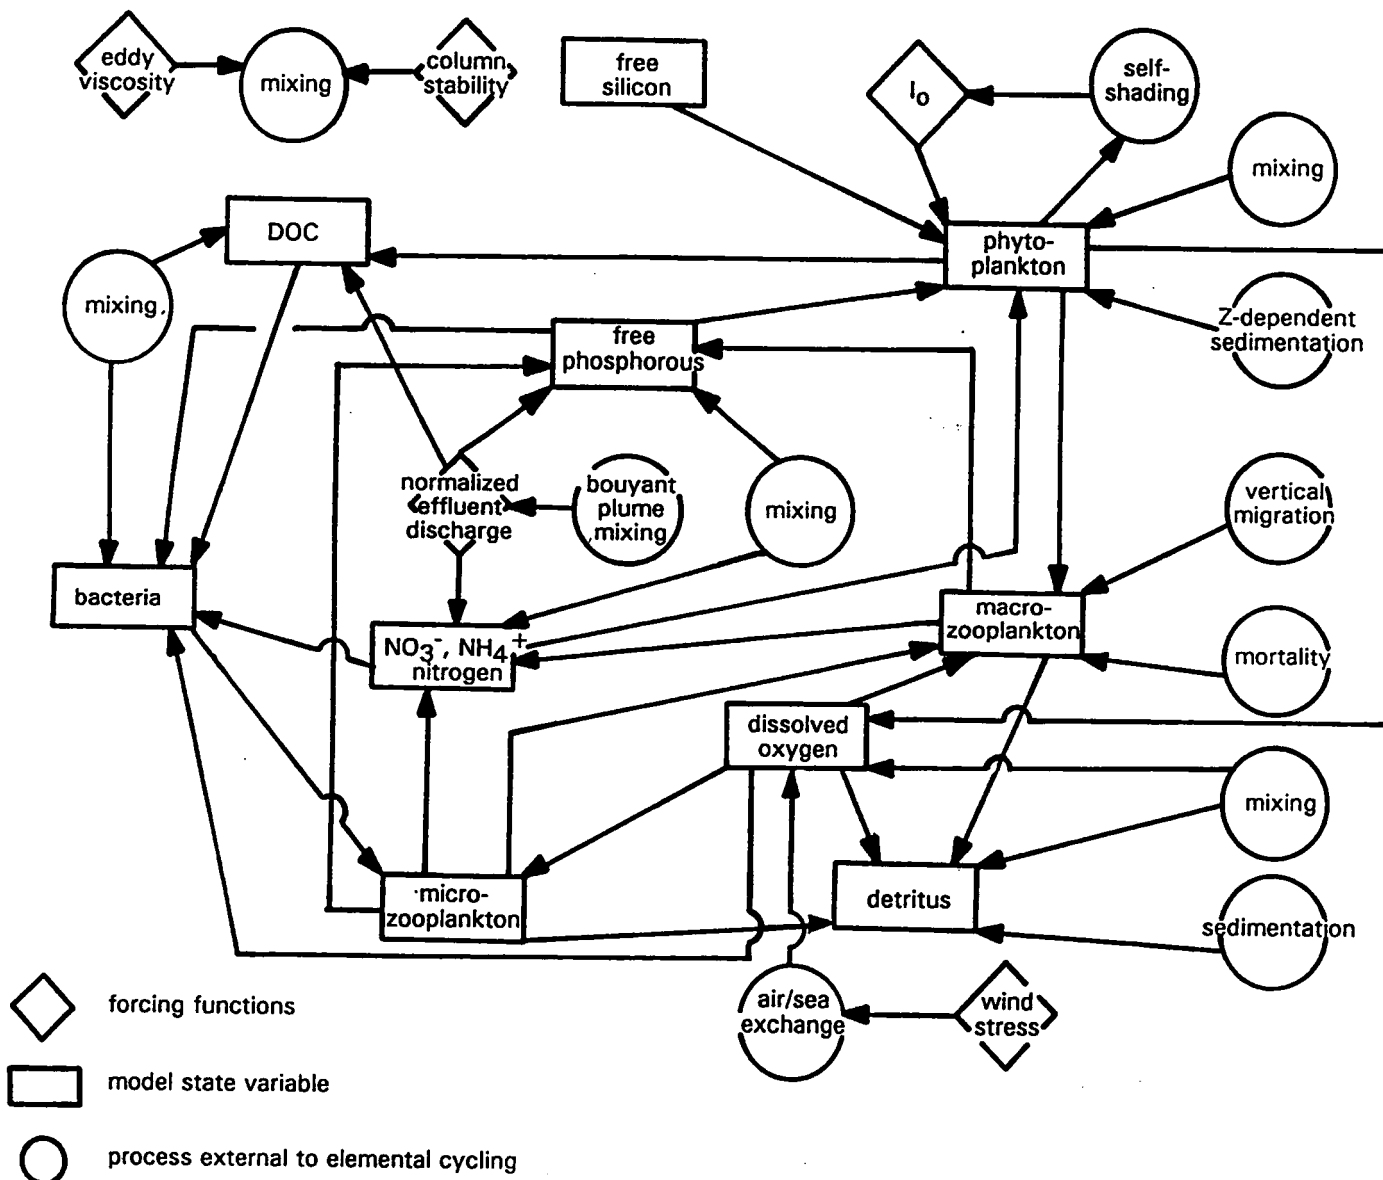 eddy
viscosity
mixing
column
stability
free
silicon
I₀
self-
shading
mixing
DOC
phyto-
plankton
mixing
free
phosphorous
Z-dependent
sedimentation
normalized
effluent
discharge
bouyant
plume
mixing
mixing
vertical
migration
bacteria
NO₃⁻, NH₄⁺
nitrogen
macro-
zooplankton
mortality
dissolved
oxygen
mixing
micro-
zooplankton
detritus
sedimentation
air/sea
exchange
wind
stress
forcing functions
model state variable
process external to elemental cycling